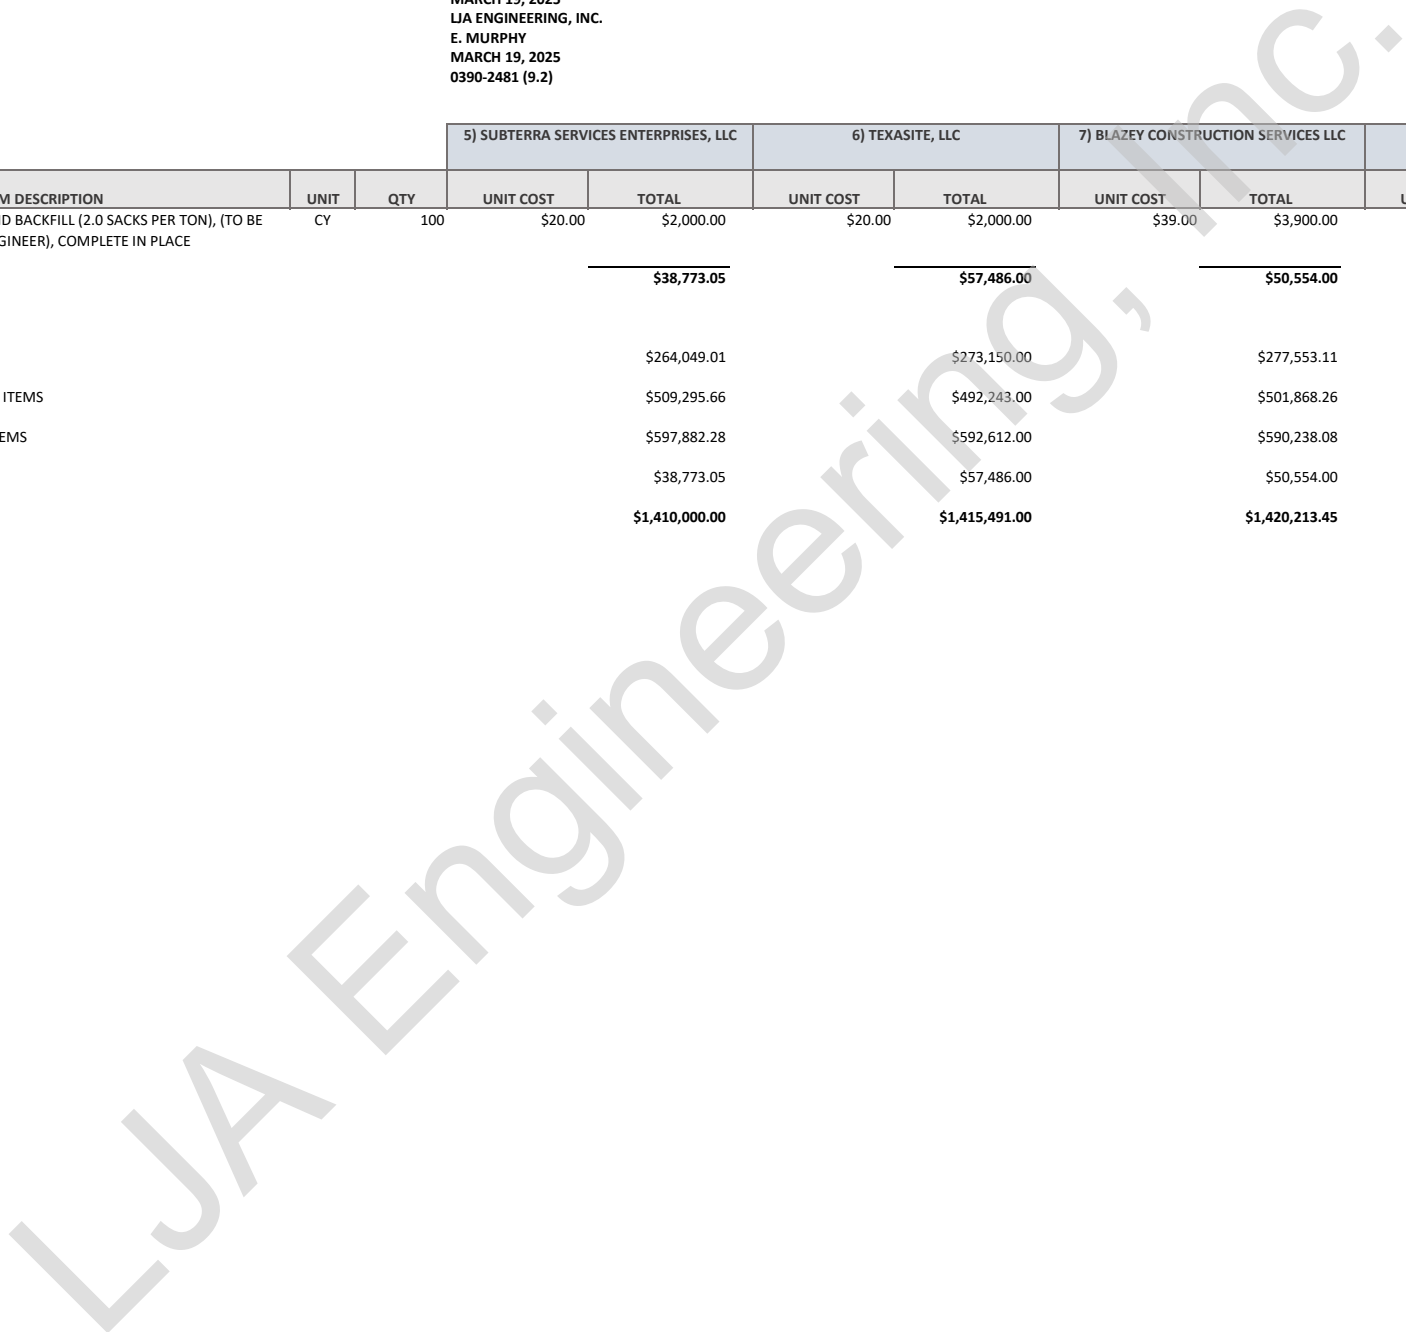 MARCH 19, 2025
LJA ENGINEERING, INC.
E. MURPHY
MARCH 19, 2025
0390-2481 (9.2)
5) SUBTERRA SERVICES ENTERPRISES, LLC 6) TEXASITE, LLC 7) BLAZEY CONSTRUCTION SERVICES LLC
M DESCRIPTION UNIT QTY UNIT COST TOTAL UNIT COST TOTAL UNIT COST TOTAL U
ND BACKFILL (2.0 SACKS PER TON), (TO BE CY 100 $20.00 $2,000.00 $20.00 $2,000.00 $39.00 $3,900.00
GINEER), COMPLETE IN PLACE
$38,773.05 $57,486.00 $50,554.00
$264,049.01 $273,150.00 $277,553.11
ITEMS $509,295.66 $492,243.00 $501,868.26
EMS $597,882.28 $592,612.00 $590,238.08
$38,773.05 $57,486.00 $50,554.00
$1,410,000.00 $1,415,491.00 $1,420,213.45
LJA Engineering, Inc.